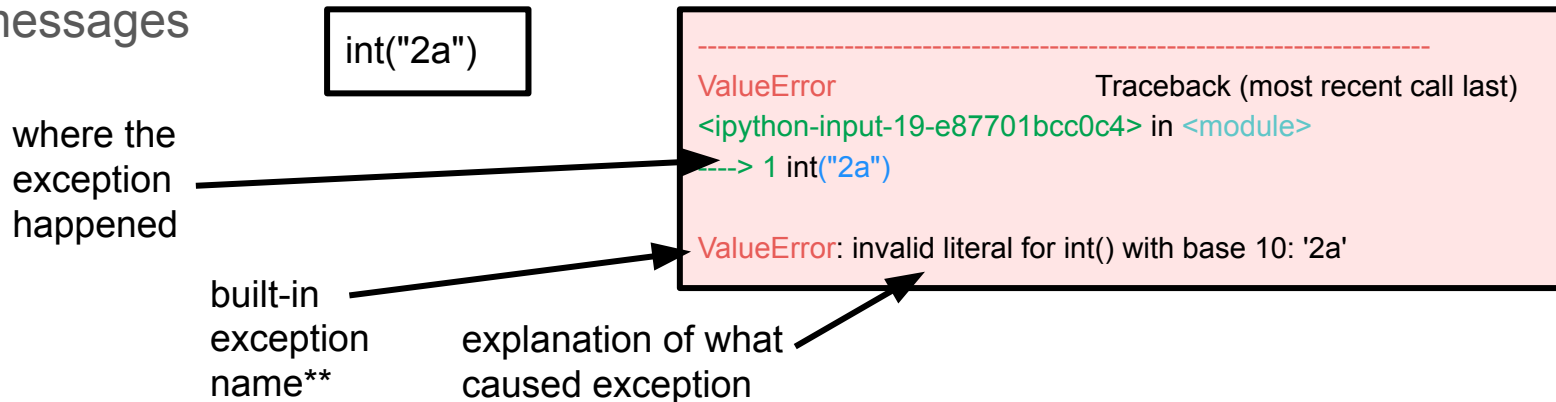 messages
int("2a")
--------------------------------------------------------------------------
ValueError Traceback (most recent call last)
<ipython-input-19-e87701bcc0c4> in <module>
----> 1 int("2a")
ValueError: invalid literal for int() with base 10: '2a'
where the
exception
happened
built-in
exception
name**
explanation of what
caused exception